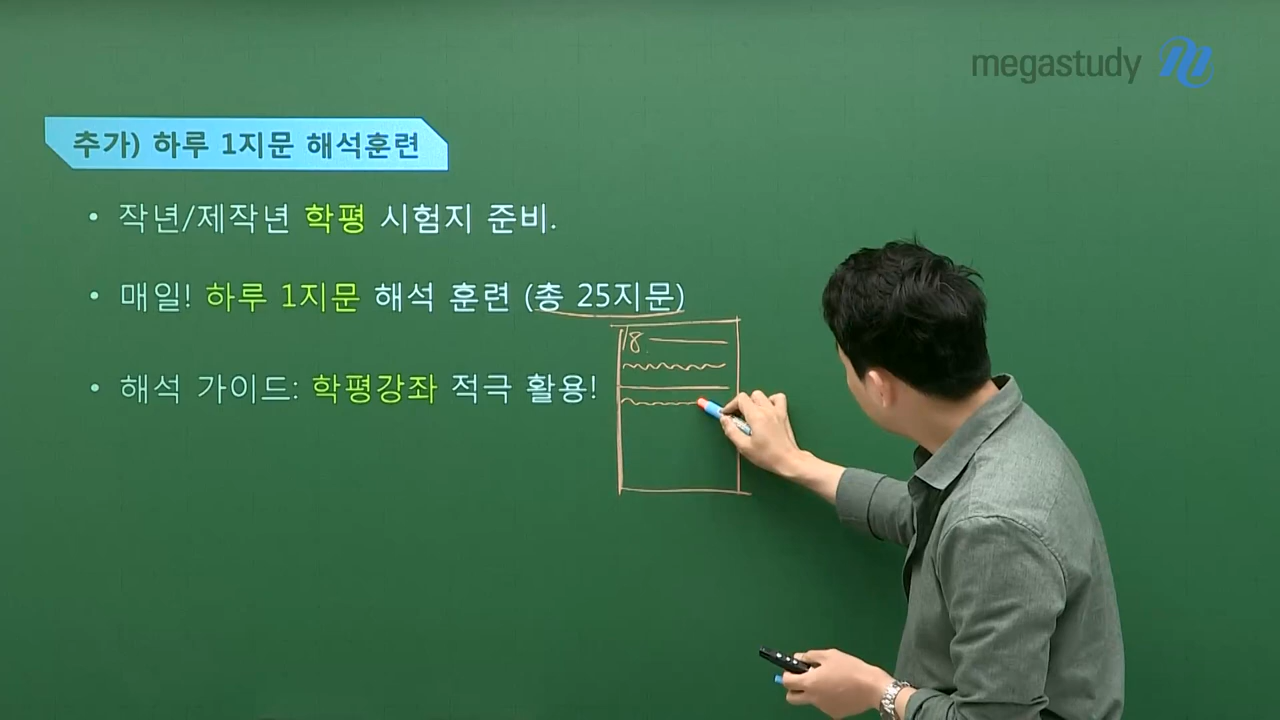 megastudy
추가) 하루 1지문 해석훈련
• 작년/제작년 학평 시험지 준비.
• 매일! 하루 1지문 해석 훈련 (총 25지문)
18.
• 해석 가이드: 학평강좌 적극 활용!